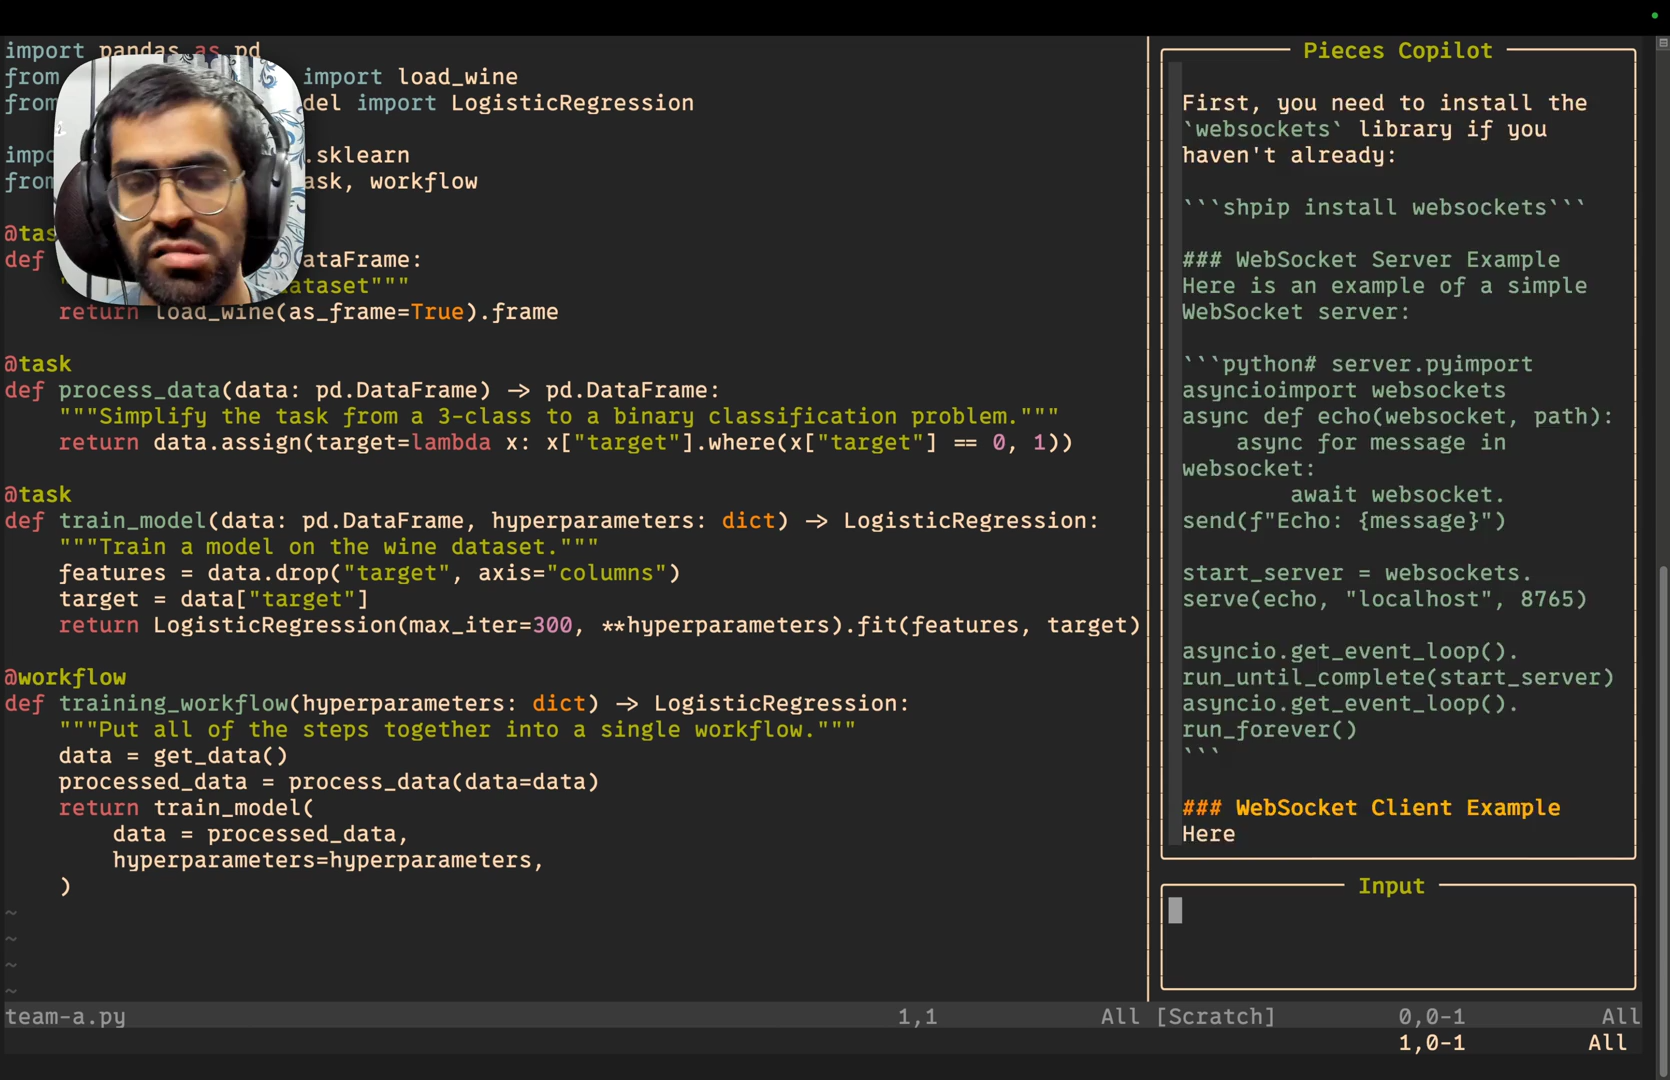 import pandas as pd
from import load_wine
from del import LogisticRegression
impo .sklearn
from ask, workflow
@tas
def ataFrame:
" ataset"""
return load_wine(as_frame=True).frame
@task
def process_data(data: pd.DataFrame) -> pd.DataFrame:
"""Simplify the task from a 3-class to a binary classification problem."""
return data.assign(target=lambda x: x["target"].where(x["target"] == 0, 1))
@task
def train_model(data: pd.DataFrame, hyperparameters: dict) -> LogisticRegression:
"""Train a model on the wine dataset."""
features = data.drop("target", axis="columns")
target = data["target"]
return LogisticRegression(max_iter=300, **hyperparameters).fit(features, target)
@workflow
def training_workflow(hyperparameters: dict) -> LogisticRegression:
"""Put all of the steps together into a single workflow."""
data = get_data()
processed_data = process_data(data=data)
return train_model(
data = processed_data,
hyperparameters=hyperparameters,
)
~
~
~
~
team-a.py 1,1 All
Pieces Copilot
First, you need to install the
`websockets` library if you
haven't already:
```shpip install websockets```
### WebSocket Server Example
Here is an example of a simple
WebSocket server:
```python# server.pyimport
asyncioimport websockets
async def echo(websocket, path):
async for message in
websocket:
await websocket.
send(f"Echo: {message}")
start_server = websockets.
serve(echo, "localhost", 8765)
asyncio.get_event_loop().
run_until_complete(start_server)
asyncio.get_event_loop().
run_forever()
```
### WebSocket Client Example
Here
Input
[Scratch] 0,0-1 All
1,0-1 All